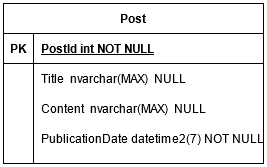 Post
PK PostId int NOT NULL
Title nvarchar(MAX) NULL
Content nvarchar(MAX) NULL
PublicationDate datetime2(7) NOT NULL